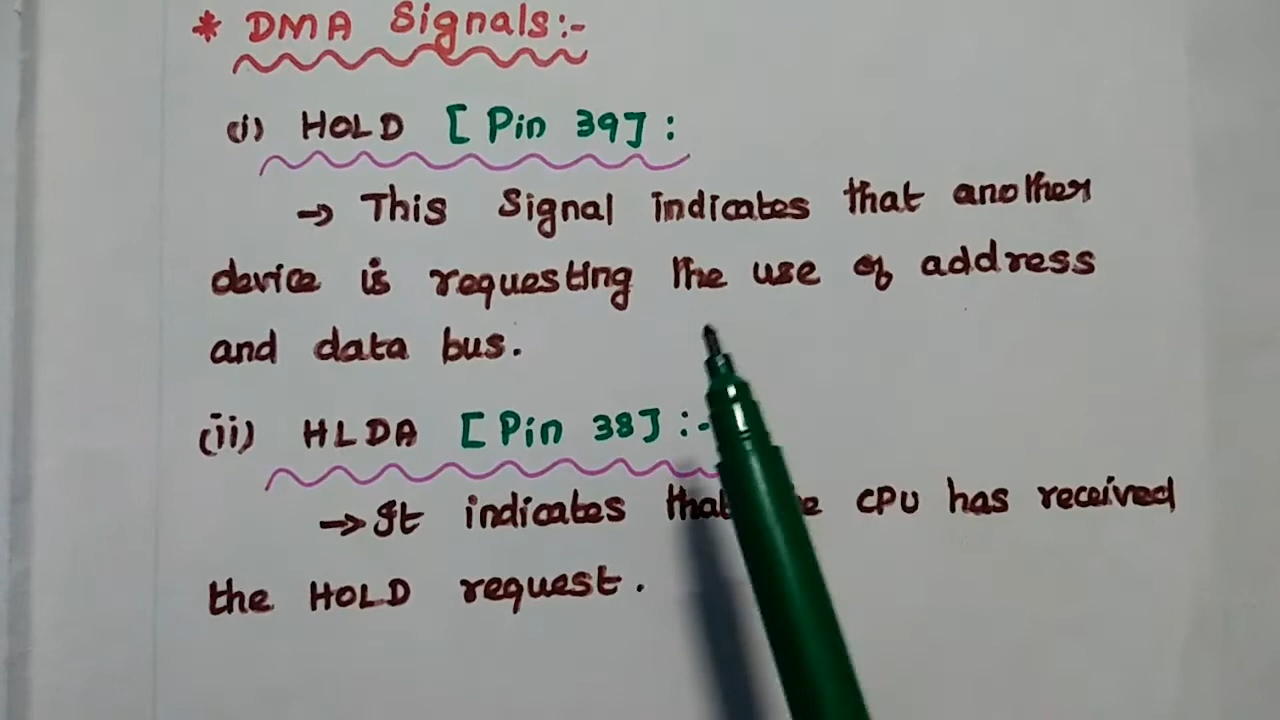 * DMA Signals:-
(i) HOLD [Pin 39]:
→ This Signal indicates that another
device is requesting the use of address
and data bus.
(ii) HLDA [Pin 38]:-
→ It indicates that CPU has received
the HOLD request.